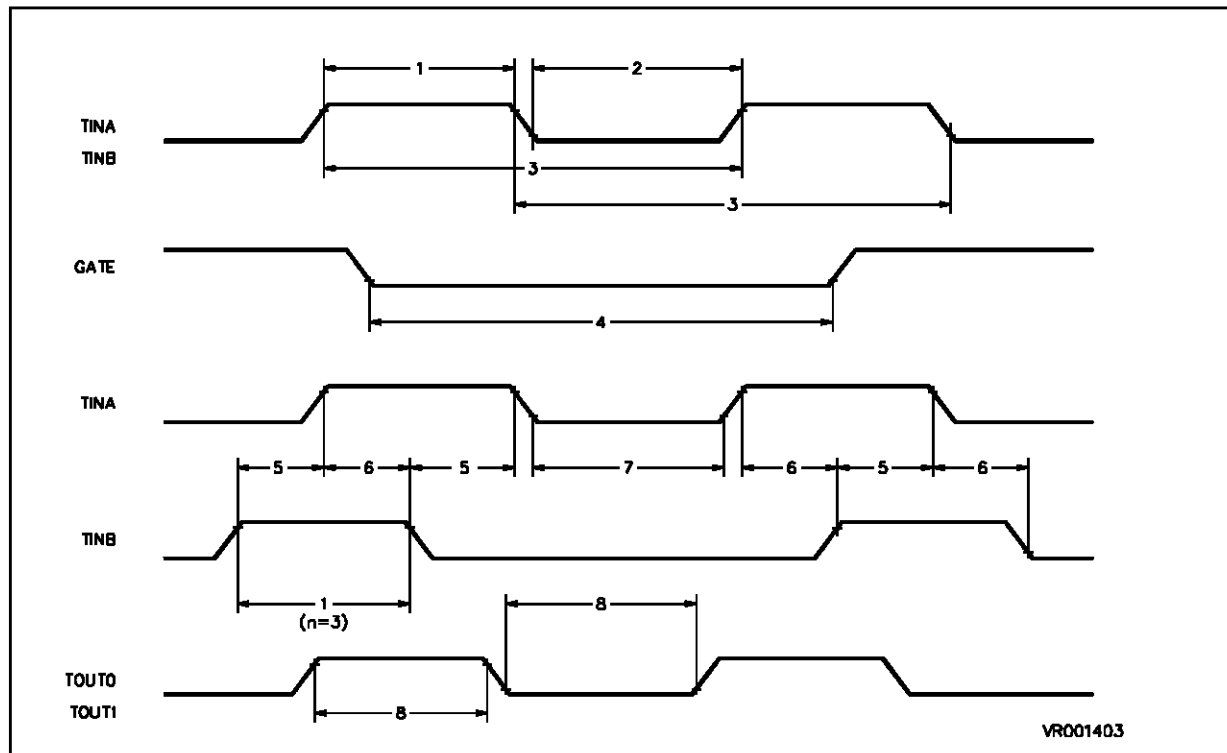 1
2
TINA
TINB
3
3
GATE
4
TINA
5 6 5 7 6 5 6
TINB
1
(n=3)
8
TOUT0
TOUT1
8
VR001403